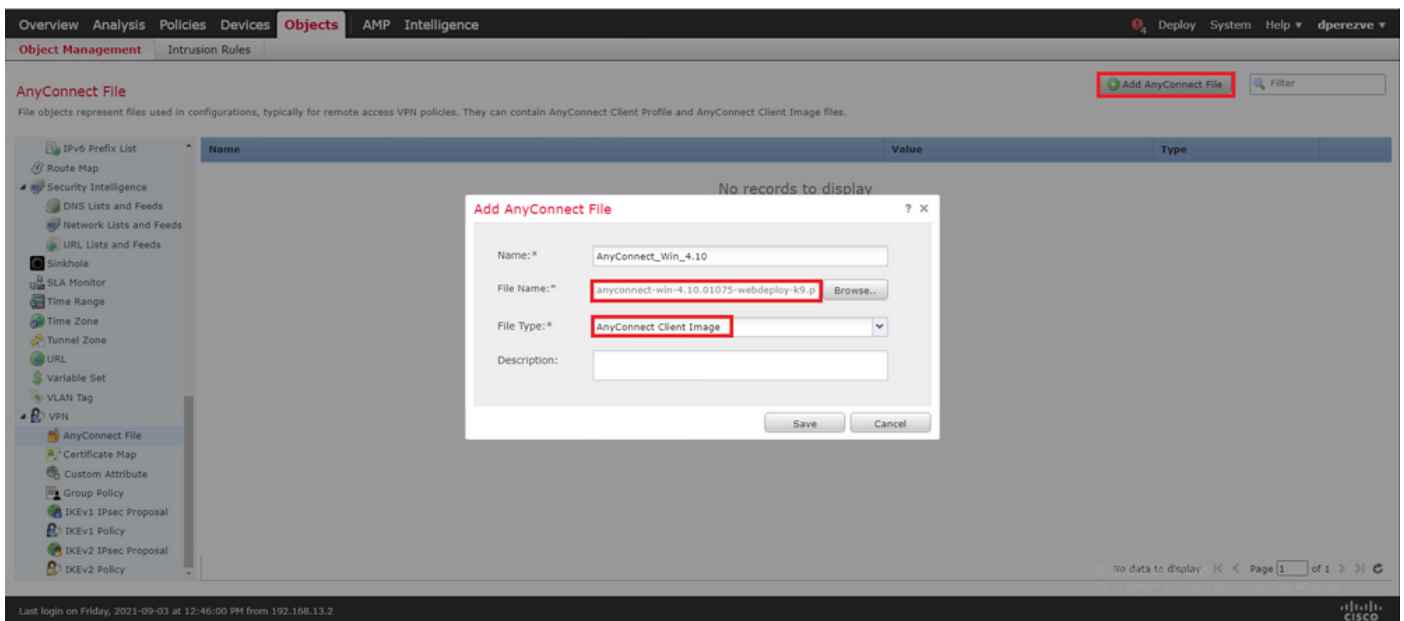 Overview Analysis Policies Devices Objects AMP Intelligence 4 Deploy System Help dperezve
Object Management Intrusion Rules
AnyConnect File
Add AnyConnect File Filter
File objects represent files used in configurations, typically for remote access VPN policies. They can contain AnyConnect Client Profile and AnyConnect Client Image files.
IPv6 Prefix List
Route Map
Security Intelligence
DNS Lists and Feeds
Network Lists and Feeds
URL Lists and Feeds
Sinkhole
SLA Monitor
Time Range
Time Zone
Tunnel Zone
URL
Variable Set
VLAN Tag
VPN
AnyConnect File
Certificate Map
Custom Attribute
Group Policy
IKEv1 IPsec Proposal
IKEv1 Policy
IKEv2 IPsec Proposal
IKEv2 Policy
Name Value Type
No records to display
Add AnyConnect File ? ×
Name:* AnyConnect_Win_4.10
File Name:* anyconnect-win-4.10.01075-webdeploy-k9.p Browse..
File Type:* AnyConnect Client Image
Description:
Save Cancel
No data to display |< < Page 1 of 1 > >|
Last login on Friday, 2021-09-03 at 12:46:00 PM from 192.168.13.2
CISCO